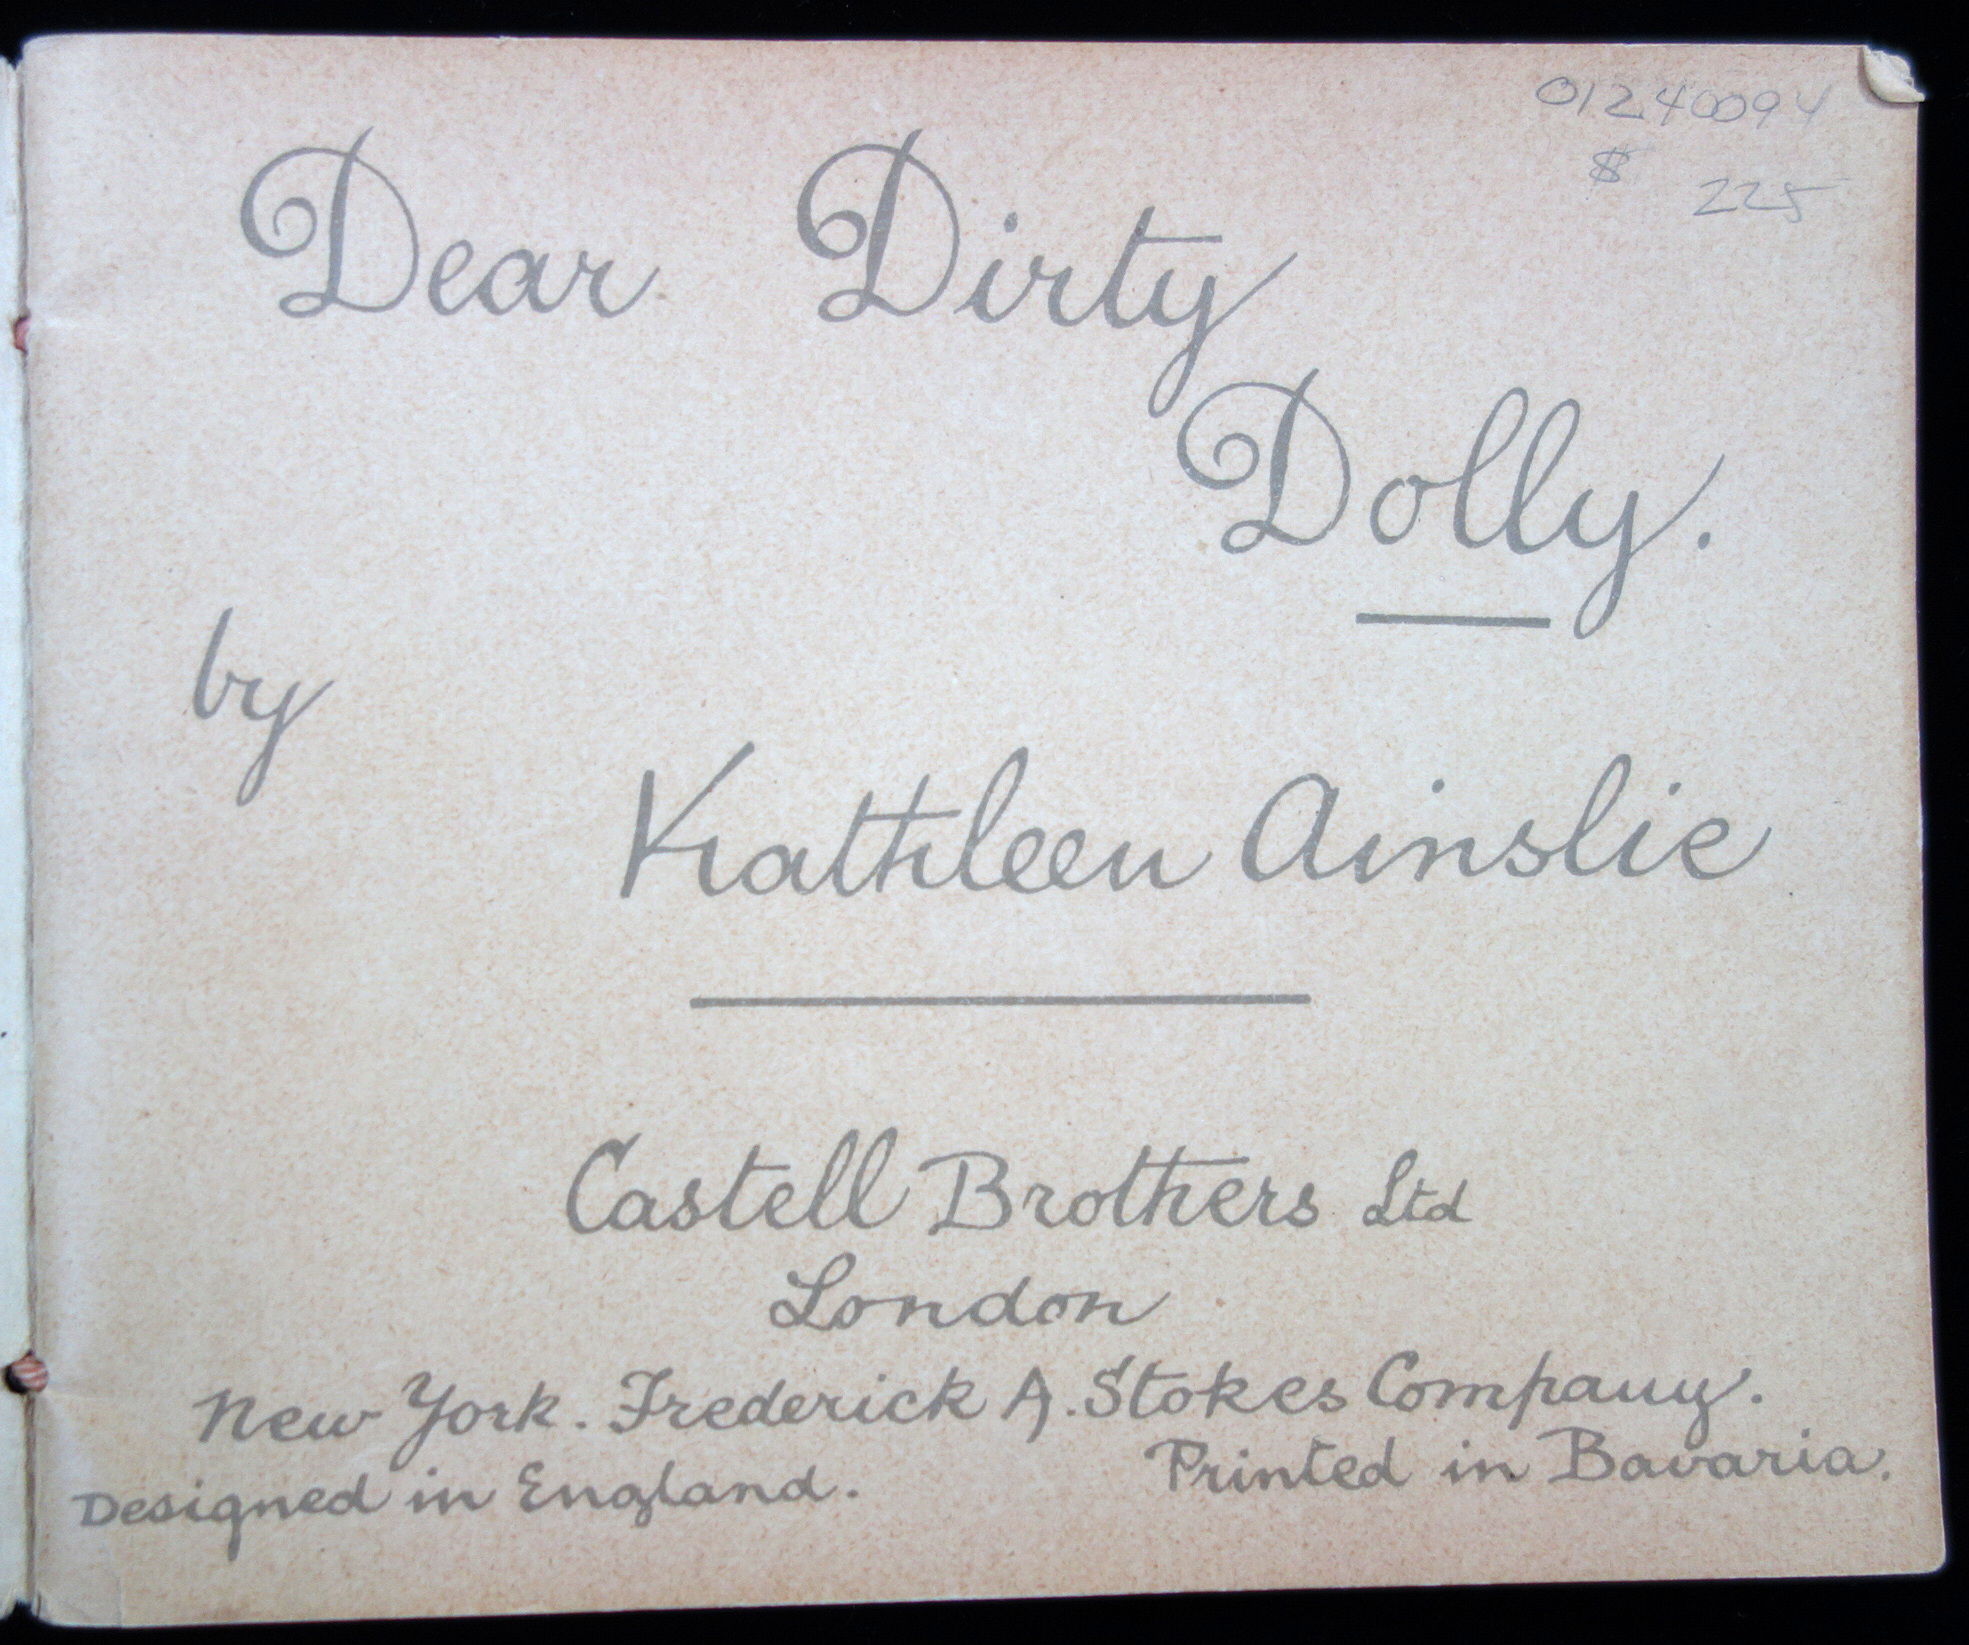 01240094
$ 225
Dear Dirty
Dolly.
by
Kathleen Ainslie
Castell Brothers Ltd
London
New York. Frederick A. Stokes Company.
Designed in England. Printed in Bavaria.